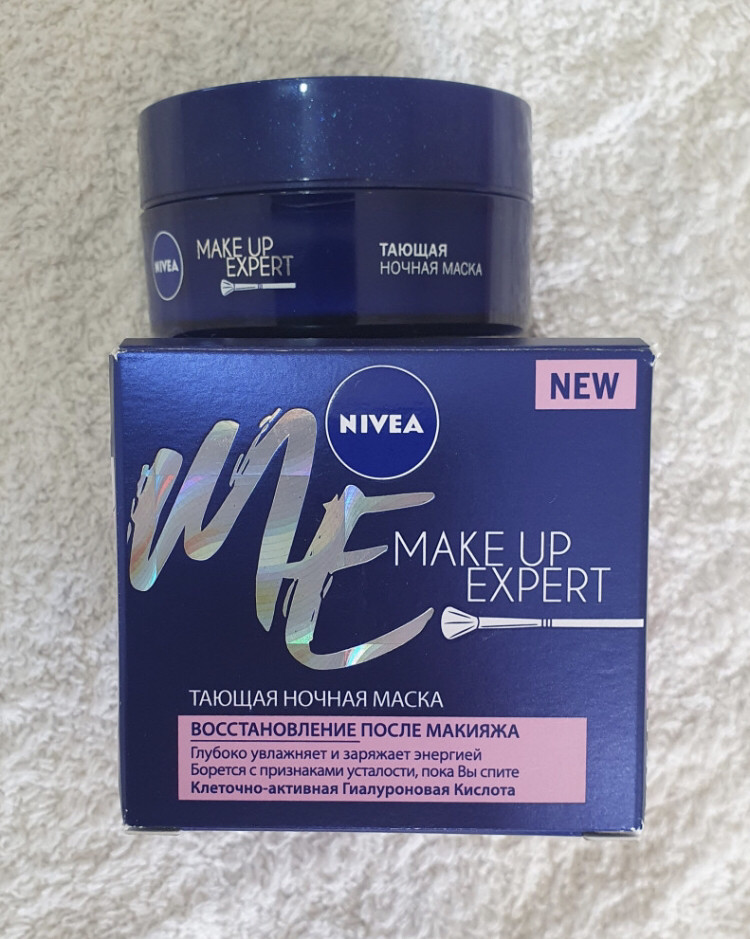 NIVEA
MAKE UP
EXPERT
ТАЮЩАЯ
НОЧНАЯ МАСКА
NEW
NIVEA
ME
MAKE UP
EXPERT
ТАЮЩАЯ НОЧНАЯ МАСКА
ВОССТАНОВЛЕНИЕ ПОСЛЕ МАКИЯЖА
Глубоко увлажняет и заряжает энергией
Борется с признаками усталости, пока Вы спите
Клеточно-активная Гиалуроновая Кислота